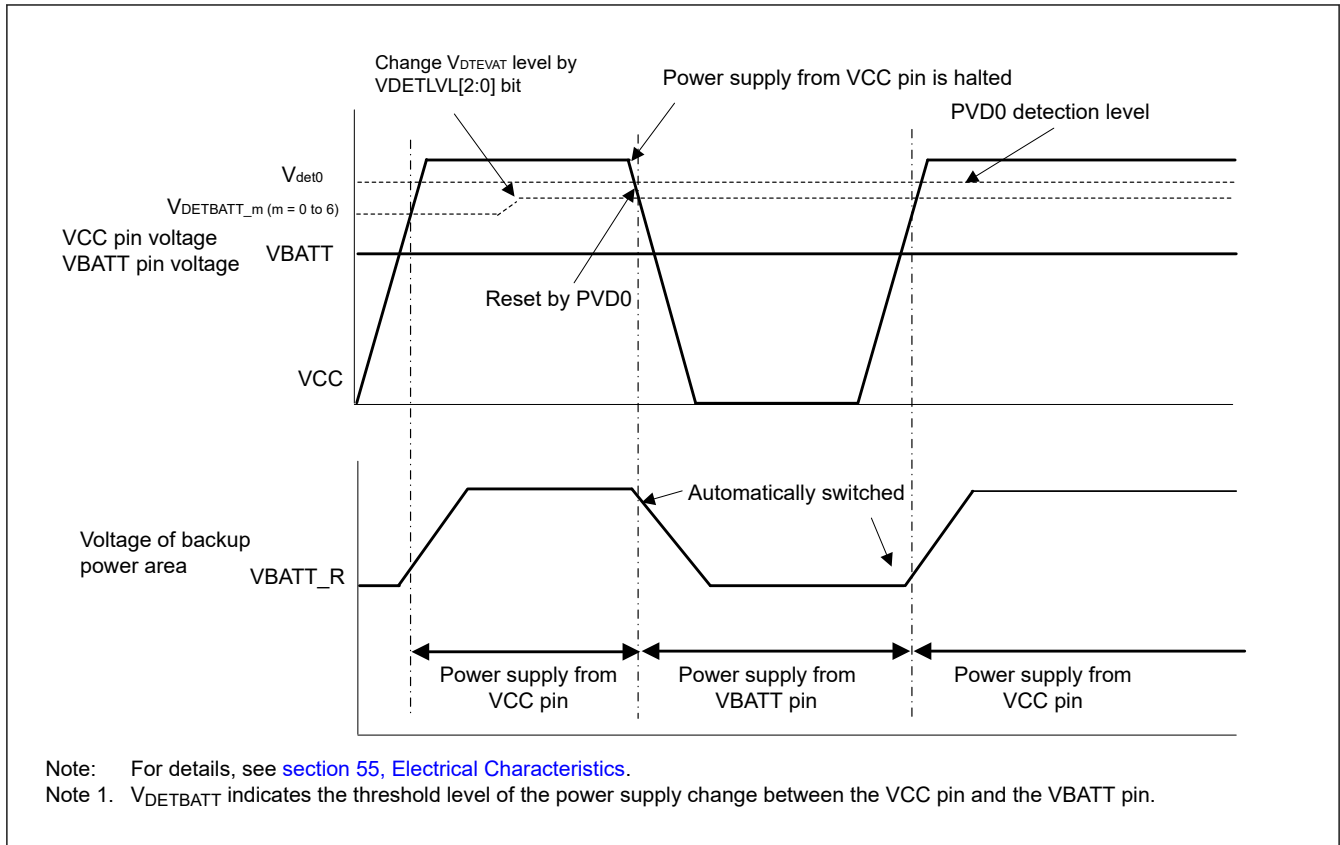 Change VDTEVAT level by
VDETLVL[2:0] bit
Power supply from VCC pin is halted
PVD0 detection level
Vdet0
VDETBATT_m (m = 0 to 6)
VCC pin voltage
VBATT pin voltage
VBATT
Reset by PVD0
VCC
Automatically switched
Voltage of backup
power area
VBATT_R
Power supply from
VCC pin
Power supply from
VBATT pin
Power supply from
VCC pin
Note: For details, see section 55, Electrical Characteristics.
Note 1. VDETBATT indicates the threshold level of the power supply change between the VCC pin and the VBATT pin.